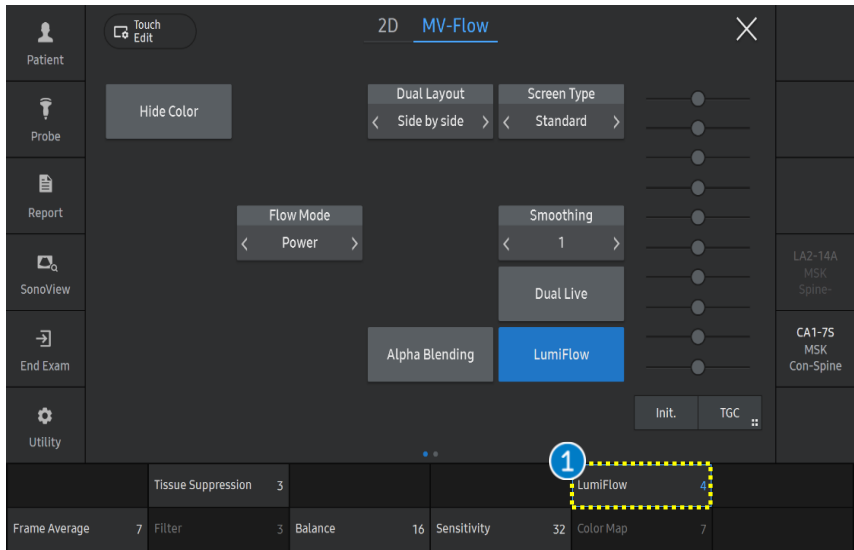 Touch
Edit
2D MV-Flow
Patient
Hide Color
Dual Layout
Side by side
Screen Type
Standard
Probe
Report
Flow Mode
Power
Smoothing
1
SonoView
Dual Live
LA2-14A
MSK
Spine-
End Exam
Alpha Blending
LumiFlow
CA1-7S
MSK
Con-Spine
Init.
TGC
Utility
1
Tissue Suppression 3
LumiFlow 4
Frame Average 7
Filter 3
Balance 16
Sensitivity 32
Color Map 7